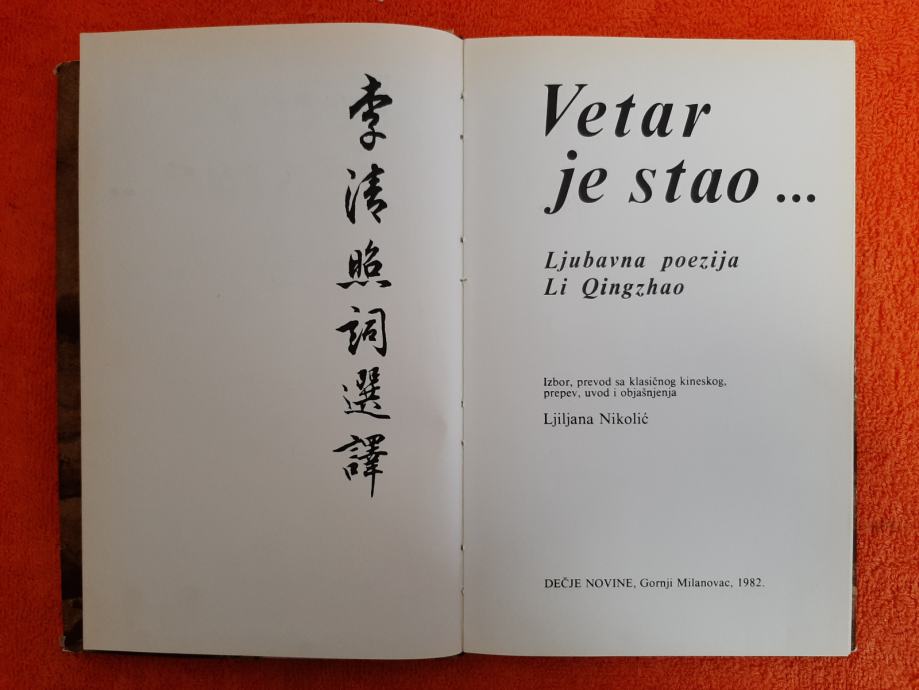 李清照詞選譯
Vetar
je stao ...
Ljubavna poezija
Li Qingzhao
Izbor, prevod sa klasičnog kineskog,
prepev, uvod i objašnjenja
Ljiljana Nikolić
DEČJE NOVINE, Gornji Milanovac, 1982.